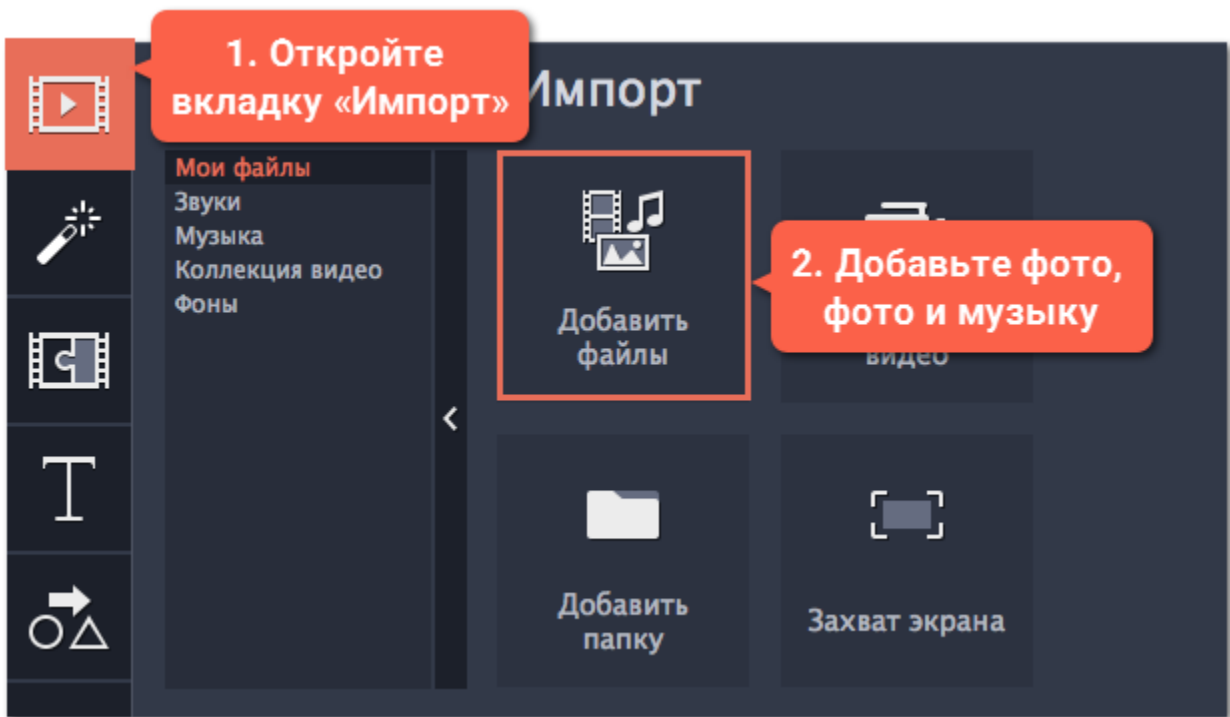 1. Откройте
вкладку «Импорт»
Импорт
Мои файлы
Звуки
Музыка
Коллекция видео
Фоны
Добавить
файлы
2. Добавьте фото,
фото и музыку
видео
Добавить
папку
Захват экрана